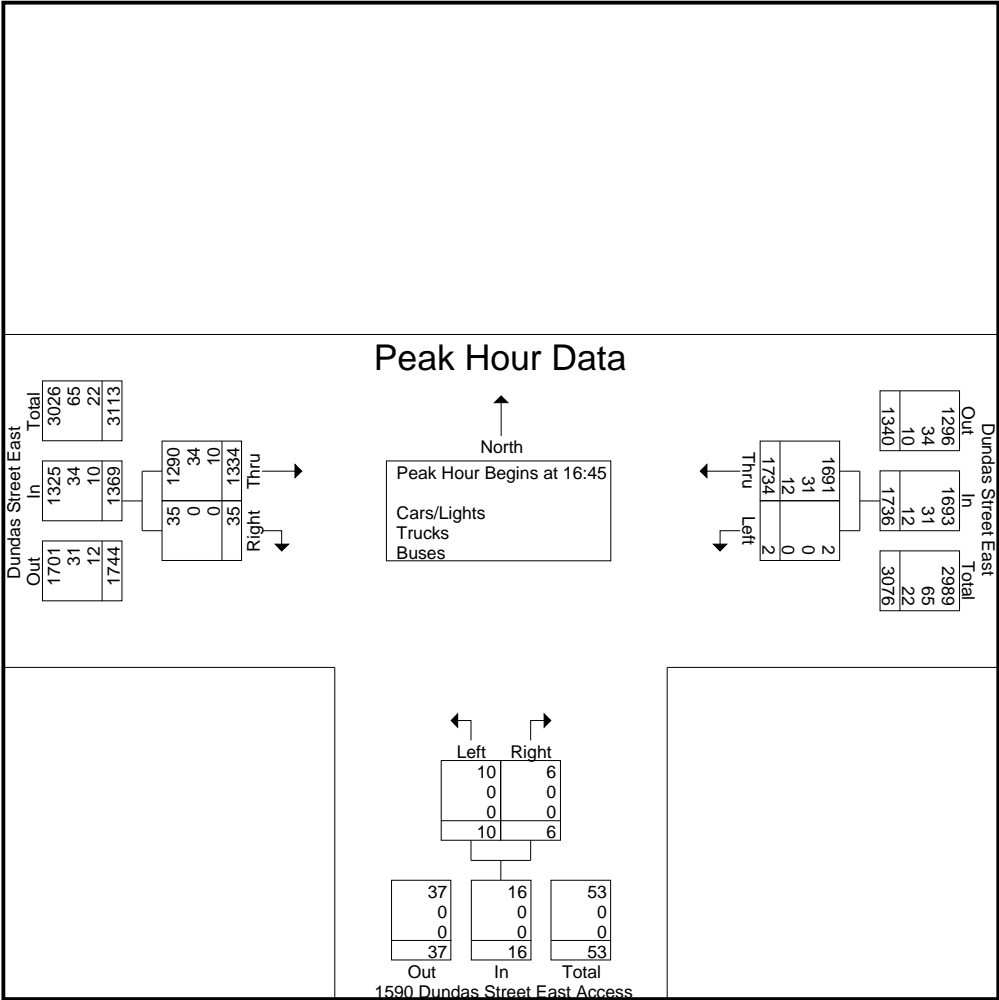 Peak Hour Data
North
Peak Hour Begins at 16:45
Cars/Lights
Trucks
Buses
Dundas Street East
Total In Out
3026 1325 1701
65 34 31
22 10 12
3113 1369 1744
Thru Right
1290 35
34 0
10 0
1334 35
Dundas Street East
Out In Total
1296 1693 2989
34 31 65
10 12 22
1340 1736 3076
Thru Left
1691 2
31 0
12 0
1734 2
Left Right
10 6
0 0
0 0
10 6
37 16 53
0 0 0
0 0 0
37 16 53
Out In Total
1590 Dundas Street East Access